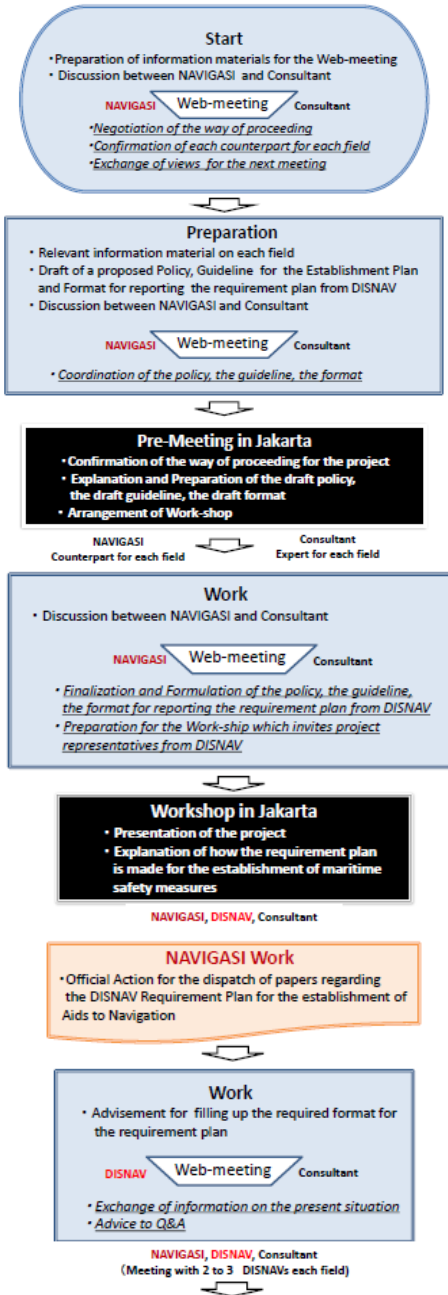 Start
・Preparation of information materials for the Web-meeting
・Discussion between NAVIGASI and Consultant
NAVIGASI Web-meeting Consultant
•Negotiation of the way of proceeding
•Confirmation of each counterpart for each field
•Exchange of views for the next meeting
Preparation
・Relevant information material on each field
・Draft of a proposed Policy, Guideline for the Establishment Plan
and Format for reporting the requirement plan from DISNAV
・Discussion between NAVIGASI and Consultant
NAVIGASI Web-meeting Consultant
・Coordination of the policy, the guideline, the format
Pre-Meeting in Jakarta
・Confirmation of the way of proceeding for the project
・Explanation and Preparation of the draft policy,
the draft guideline, the draft format
・Arrangement of Work-shop
NAVIGASI
Counterpart for each field
Consultant
Expert for each field
Work
・Discussion between NAVIGASI and Consultant
NAVIGASI Web-meeting Consultant
・Finalization and Formulation of the policy, the guideline,
the format for reporting the requirement plan from DISNAV
・Preparation for the Work-ship which invites project
representatives from DISNAV
Workshop in Jakarta
・Presentation of the project
・Explanation of how the requirement plan
is made for the establishment of maritime
safety measures
NAVIGASI, DISNAV, Consultant
NAVIGASI Work
・Official Action for the dispatch of papers regarding
the DISNAV Requirement Plan for the establishment of
Aids to Navigation
Work
・Advisement for filling up the required format for
the requirement plan
DISNAV Web-meeting Consultant
・Exchange of information on the present situation
・Advice to Q&A
NAVIGASI, DISNAV, Consultant
(Meeting with 2 to 3 DISNAVs each field)